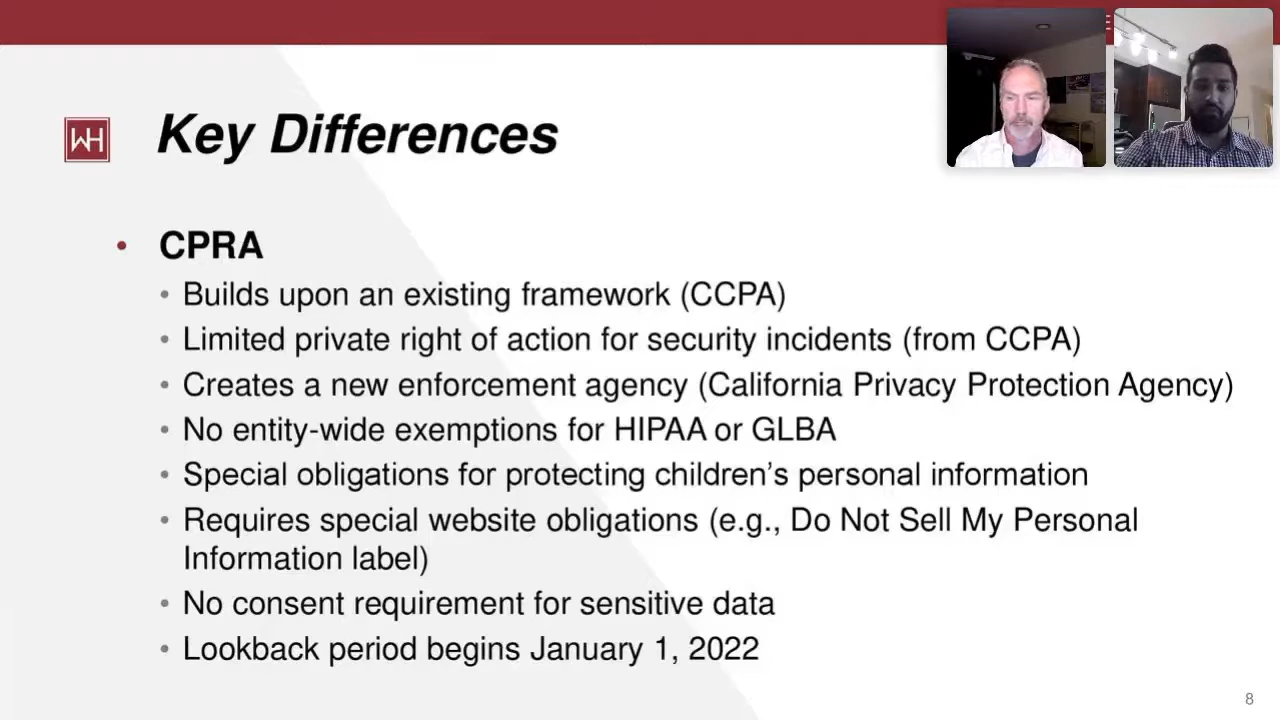 WH
Key Differences
• CPRA
• Builds upon an existing framework (CCPA)
• Limited private right of action for security incidents (from CCPA)
• Creates a new enforcement agency (California Privacy Protection Agency)
• No entity-wide exemptions for HIPAA or GLBA
• Special obligations for protecting children’s personal information
• Requires special website obligations (e.g., Do Not Sell My Personal
Information label)
• No consent requirement for sensitive data
• Lookback period begins January 1, 2022
8